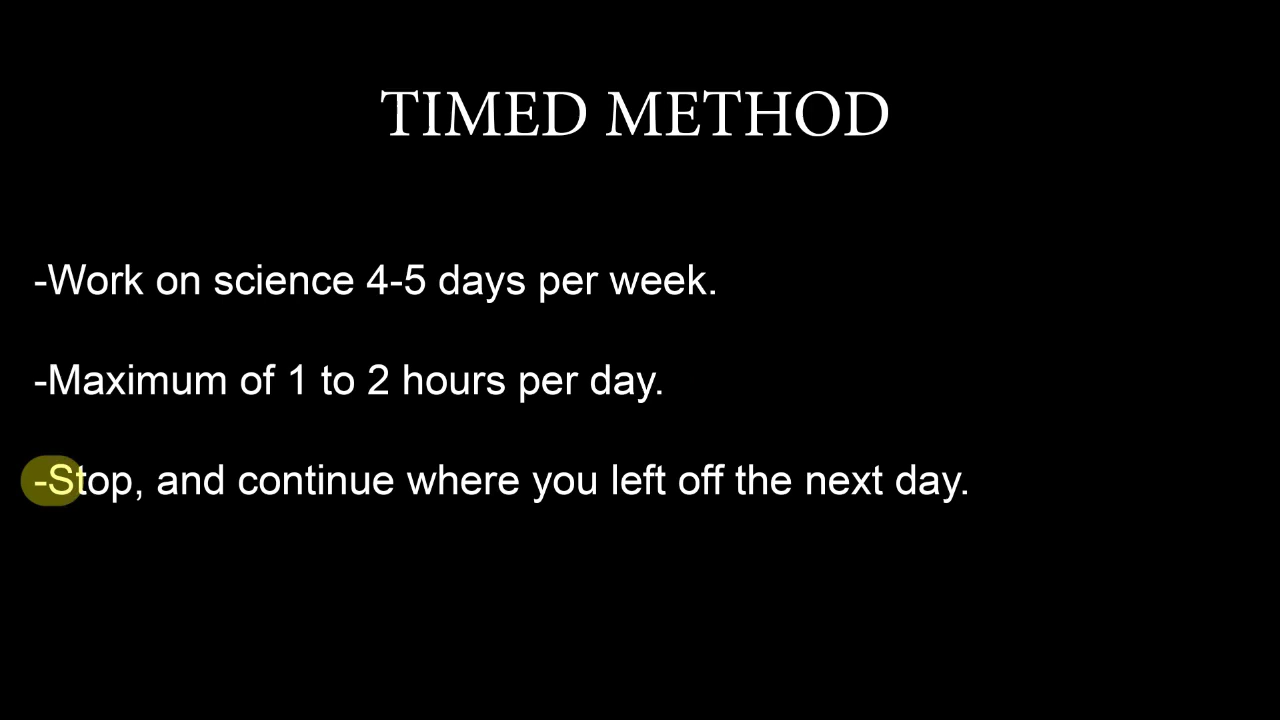 TIMED METHOD
-Work on science 4-5 days per week.
-Maximum of 1 to 2 hours per day.
-Stop, and continue where you left off the next day.